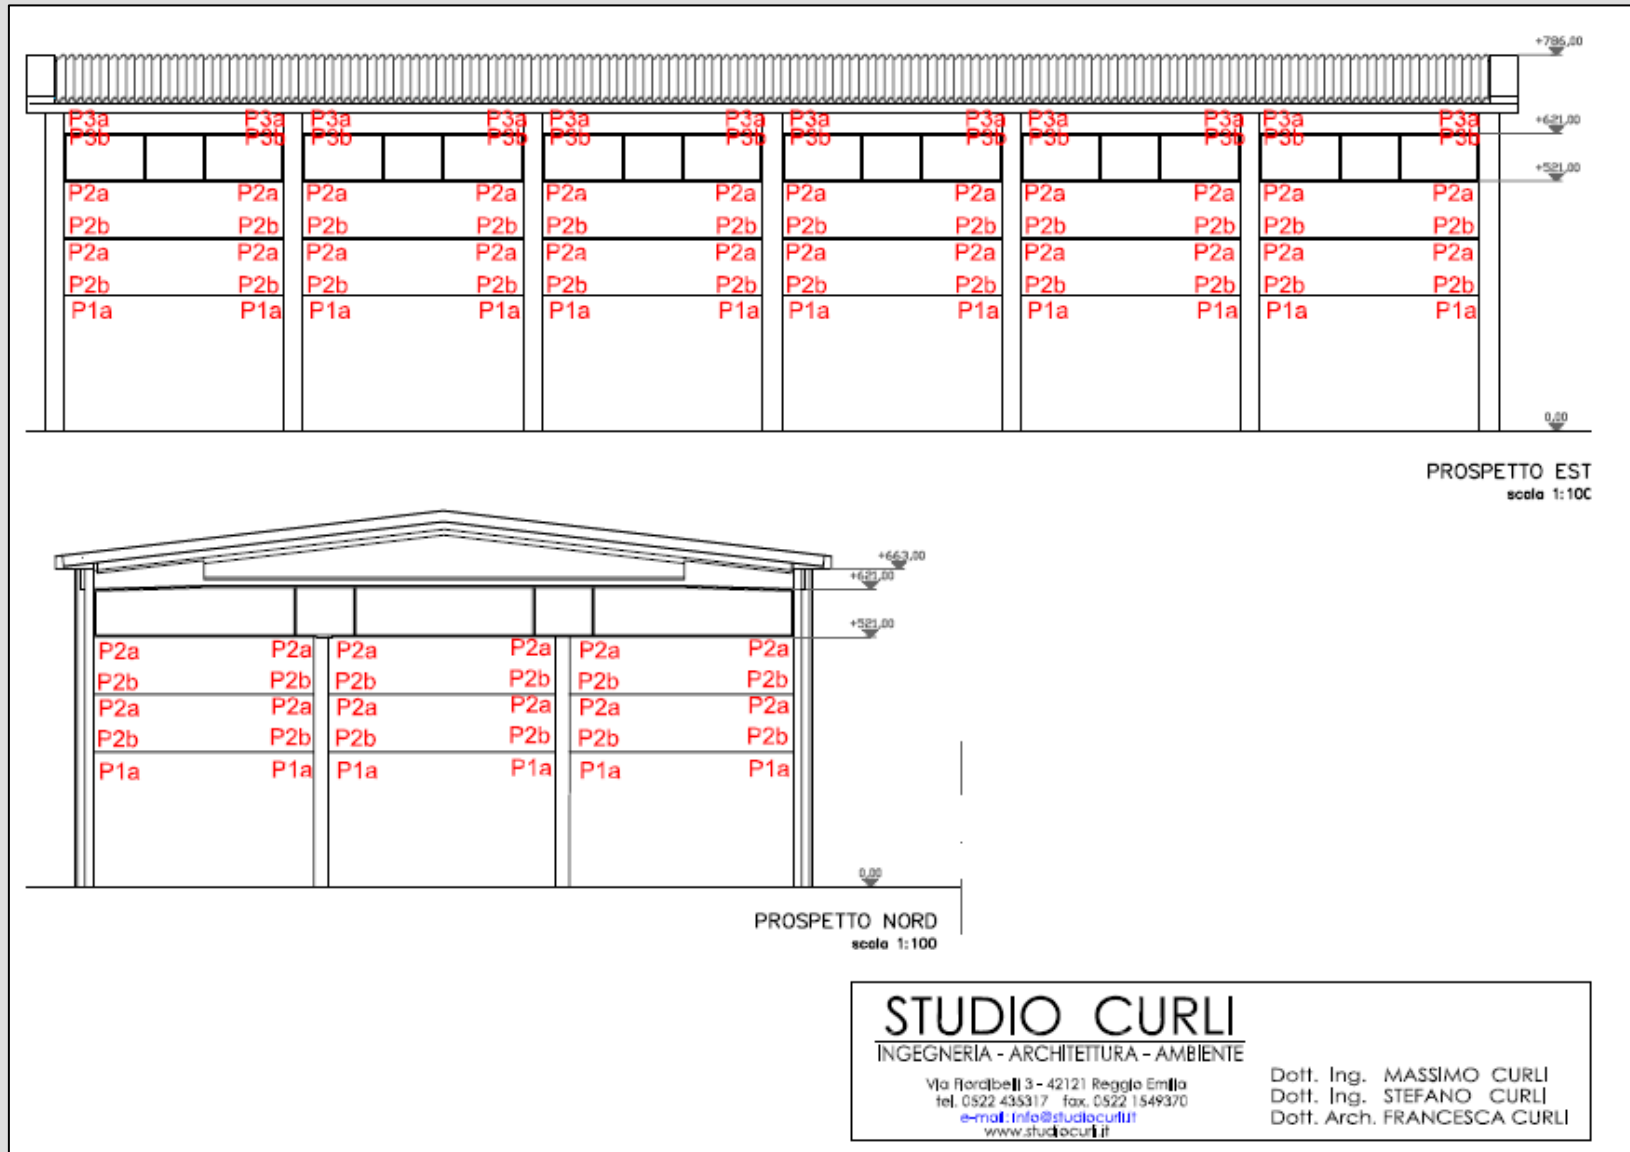 +786,00
P3a P3a P3a P3a P3a P3a P3a P3a P3a P3a P3a P3a +621,00
P3b P3b P3b P3b P3b P3b P3b P3b P3b P3b P3b P3b
+521,00
P2a P2a P2a P2a P2a P2a P2a P2a P2a P2a P2a P2a
P2b P2b P2b P2b P2b P2b P2b P2b P2b P2b P2b P2b
P2a P2a P2a P2a P2a P2a P2a P2a P2a P2a P2a P2a
P2b P2b P2b P2b P2b P2b P2b P2b P2b P2b P2b P2b
P1a P1a P1a P1a P1a P1a P1a P1a P1a P1a P1a P1a
0,00
PROSPETTO EST
scala 1:100
+663,00
+621,00
+521,00
P2a P2a P2a P2a P2a P2a
P2b P2b P2b P2b P2b P2b
P2a P2a P2a P2a P2a P2a
P2b P2b P2b P2b P2b P2b
P1a P1a P1a P1a P1a P1a
0,00
PROSPETTO NORD
scala 1:100
STUDIO CURLI
INGEGNERIA - ARCHITETTURA - AMBIENTE
Via Fiordibelli 3 - 42121 Reggio Emilia
tel. 0522 435317 fax. 0522 1549370
e-mail: info@studiocurli.it
www.studiocurli.it
Dott. Ing. MASSIMO CURLI
Dott. Ing. STEFANO CURLI
Dott. Arch. FRANCESCA CURLI